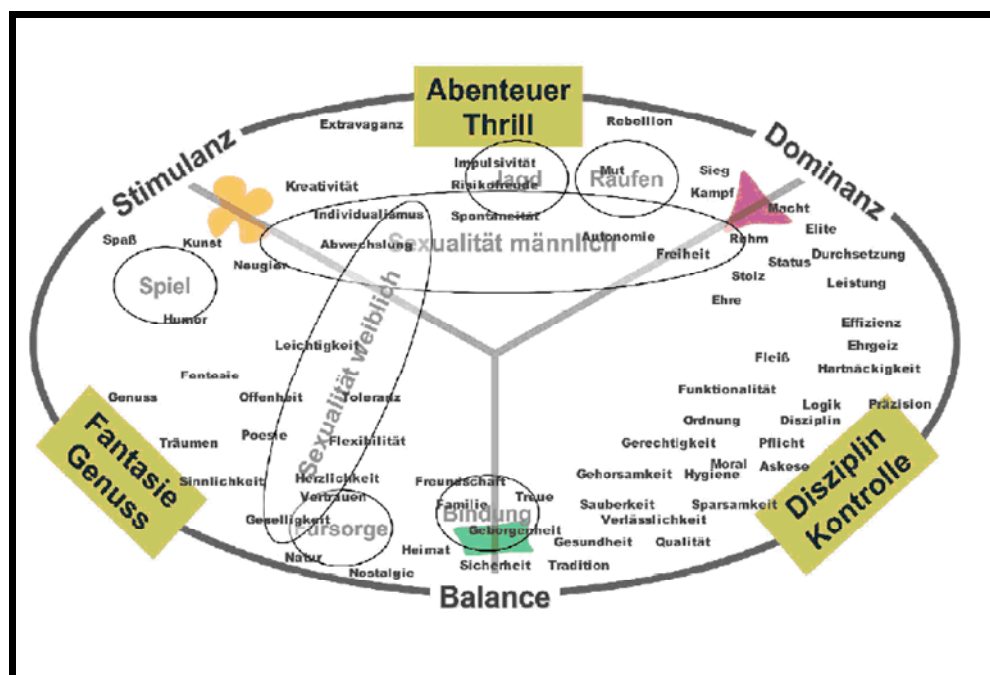 Abenteuer
Thrill
Extravaganz
Rebellion
Stimulanz
Dominanz
Impulsivität
Jagd
Risikofreude
Mut
Raufen
Sieg
Kampf
Kreativität
Macht
Individualismus
Spontaneität
Elite
Spaß
Kunst
Abwechslung
Sexualität männlich
Autonomie
Ruhm
Durchsetzung
Neugier
Freiheit
Status
Stolz
Leistung
Spiel
Ehre
Humor
Effizienz
Leichtigkeit
Sexualität weiblich
Ehrgeiz
Fleiß
Hartnäckigkeit
Fantasie
Genuss
Offenheit
Toleranz
Funktionalität
Logik
Präzision
Ordnung
Disziplin
Fantasie
Genuss
Träumen
Poesie
Flexibilität
Gerechtigkeit
Pflicht
Moral
Askese
Disziplin
Kontrolle
Sinnlichkeit
Herzlichkeit
Freundschaft
Gehorsamkeit
Hygiene
Vertrauen
Familie
Treue
Sauberkeit
Sparsamkeit
Bindung
Geselligkeit
Fürsorge
Verlässlichkeit
Geborgenheit
Gesundheit
Qualität
Natur
Heimat
Nostalgie
Sicherheit
Tradition
Balance